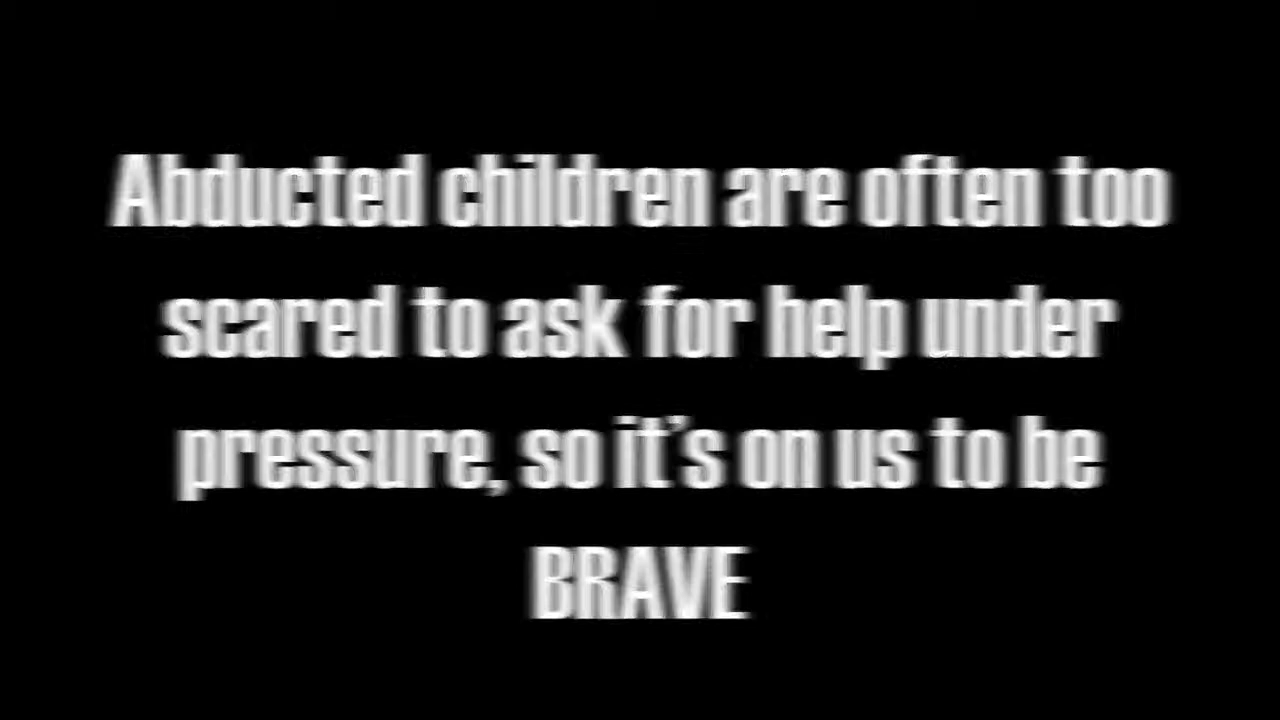 Abducted children are often too
scared to ask for help under
pressure, so it's on us to be
BRAVE